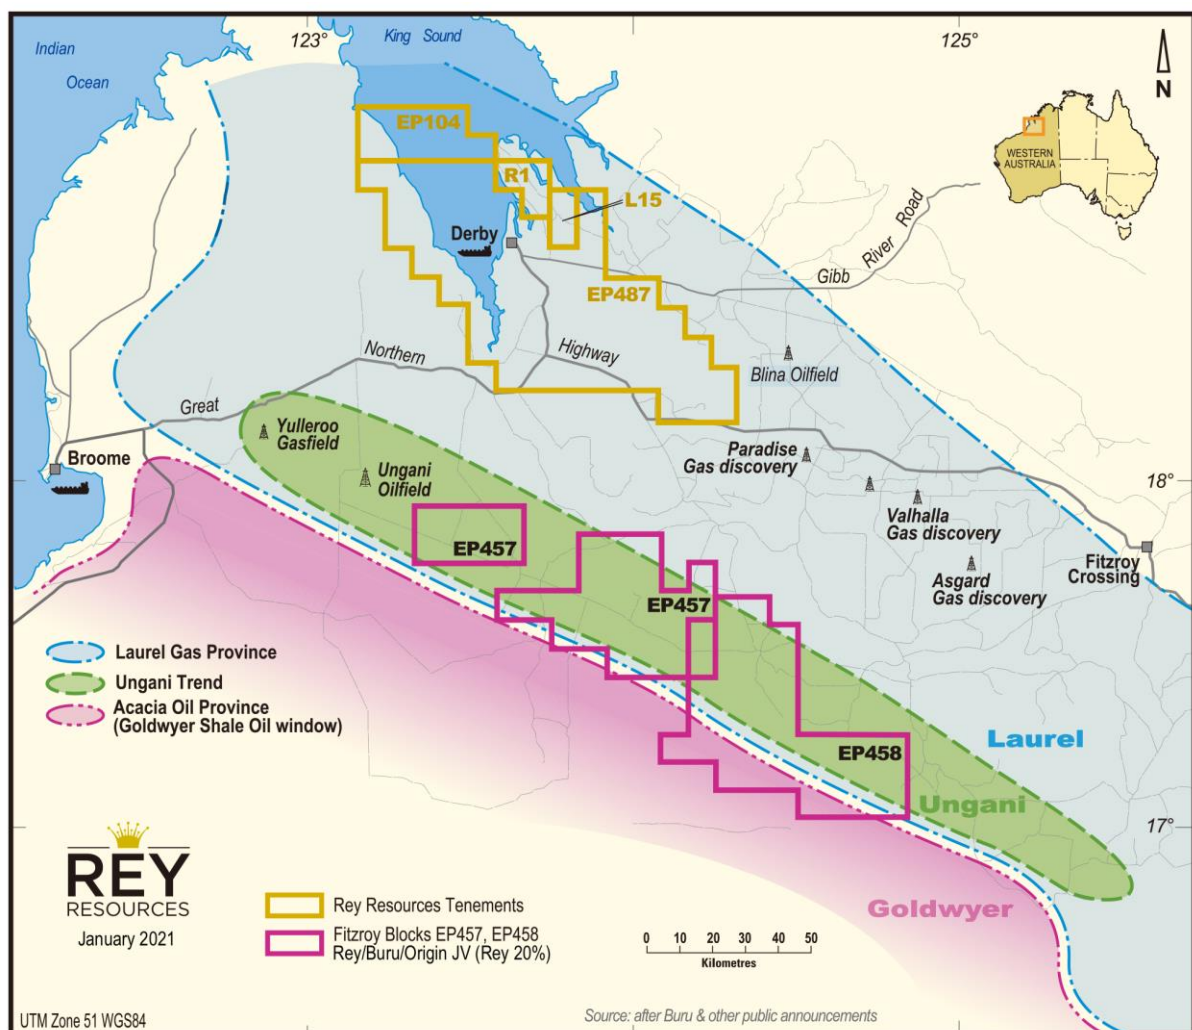 123°
King Sound
125°
Indian
Ocean
N
WESTERN
AUSTRALIA
EP104
R1
L15
Derby
Gibb River Road
EP487
Great Northern Highway
Blina Oilfield
Yulleroo
Gasfield
Broome
Ungani
Oilfield
Paradise
Gas discovery
18°
Valhalla
Gas discovery
Fitzroy
Crossing
Asgard
Gas discovery
EP457
EP457
Laurel Gas Province
Ungani Trend
Acacia Oil Province
(Goldwyer Shale Oil window)
Laurel
EP458
Ungani
17°
Goldwyer
REY
RESOURCES
January 2021
Rey Resources Tenements
Fitzroy Blocks EP457, EP458
Rey/Buru/Origin JV (Rey 20%)
0 10 20 30 40 50
Kilometres
UTM Zone 51 WGS84
Source: after Buru & other public announcements